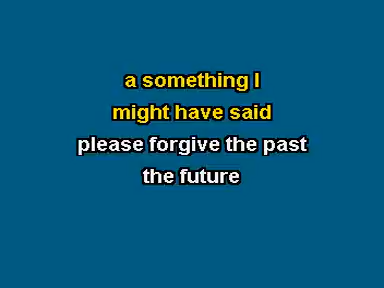 a something I
might have said
please forgive the past
the future